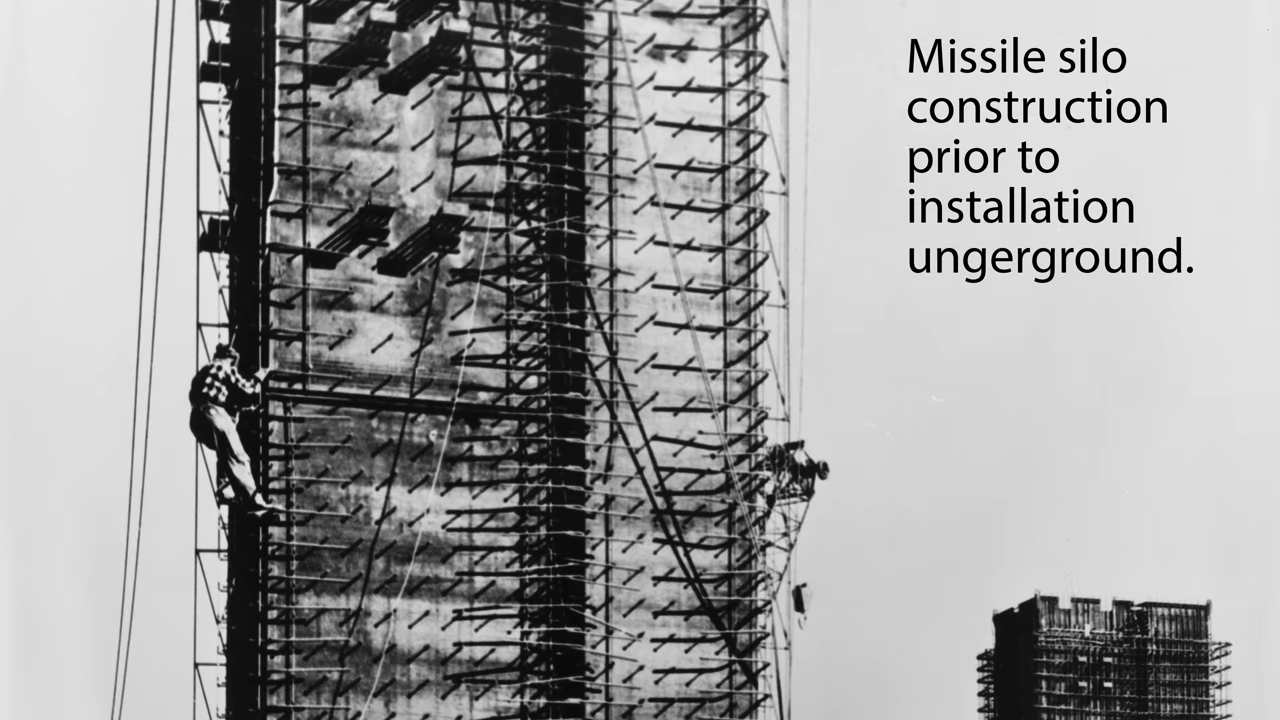 Missile silo
construction
prior to
installation
ungerground.